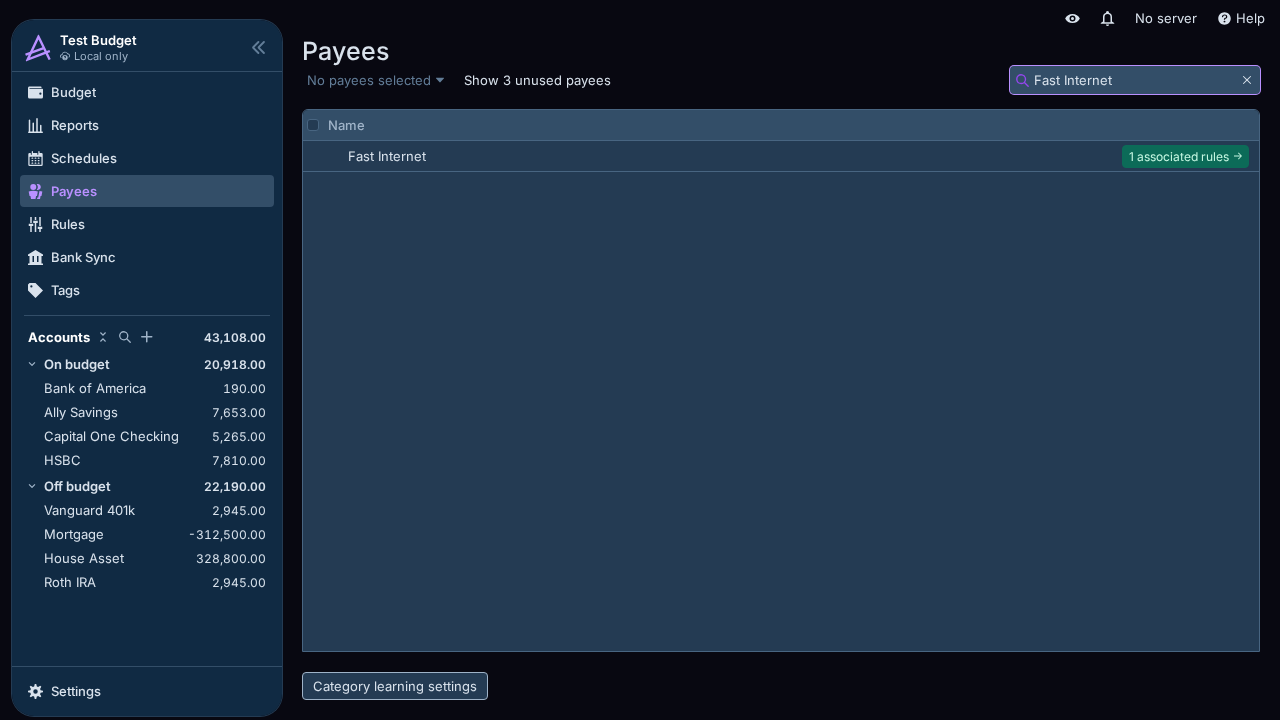 No server
Help
Test Budget
Local only
Budget
Reports
Schedules
Payees
Rules
Bank Sync
Tags
Accounts 43,108.00
On budget 20,918.00
Bank of America 190.00
Ally Savings 7,653.00
Capital One Checking 5,265.00
HSBC 7,810.00
Off budget 22,190.00
Vanguard 401k 2,945.00
Mortgage -312,500.00
House Asset 328,800.00
Roth IRA 2,945.00
Settings
Payees
No payees selected
Show 3 unused payees
Fast Internet
Name
Fast Internet
1 associated rules
Category learning settings